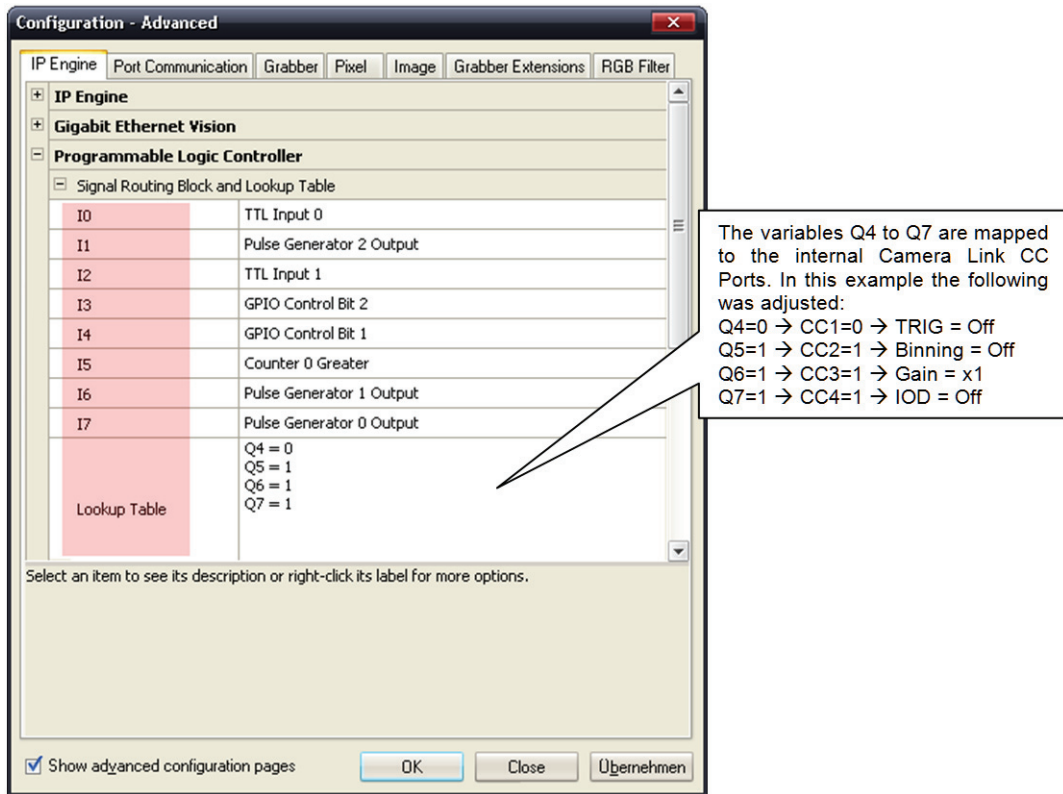 Configuration - Advanced
IP Engine Port Communication Grabber Pixel Image Grabber Extensions RGB Filter
IP Engine
Gigabit Ethernet Vision
Programmable Logic Controller
Signal Routing Block and Lookup Table
I0 TTL Input 0
I1 Pulse Generator 2 Output
I2 TTL Input 1
I3 GPIO Control Bit 2
I4 GPIO Control Bit 1
I5 Counter 0 Greater
I6 Pulse Generator 1 Output
I7 Pulse Generator 0 Output
Lookup Table
Q4 = 0
Q5 = 1
Q6 = 1
Q7 = 1
Select an item to see its description or right-click its label for more options.
Show advanced configuration pages
OK Close Übernehmen
The variables Q4 to Q7 are mapped
to the internal Camera Link CC
Ports. In this example the following
was adjusted:
Q4=0 → CC1=0 → TRIG = Off
Q5=1 → CC2=1 → Binning = Off
Q6=1 → CC3=1 → Gain = x1
Q7=1 → CC4=1 → IOD = Off